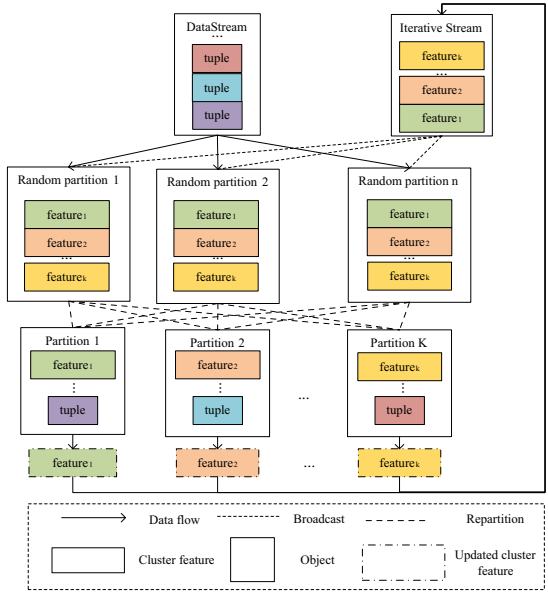 DataStream
...
tuple
tuple
tuple
Iterative Stream
featureₖ
...
feature₂
feature₁
Random partition 1
feature₁
feature₂
...
featureₖ
Random partition 2
feature₁
feature₂
...
featureₖ
Random partition n
feature₁
feature₂
...
featureₖ
Partition 1
feature₁
⋮
tuple
Partition 2
feature₂
⋮
tuple
...
Partition K
featureₖ
⋮
tuple
feature₁
feature₂
...
featureₖ
Data flow
Broadcast
Repartition
Cluster feature
Object
Updated cluster
feature